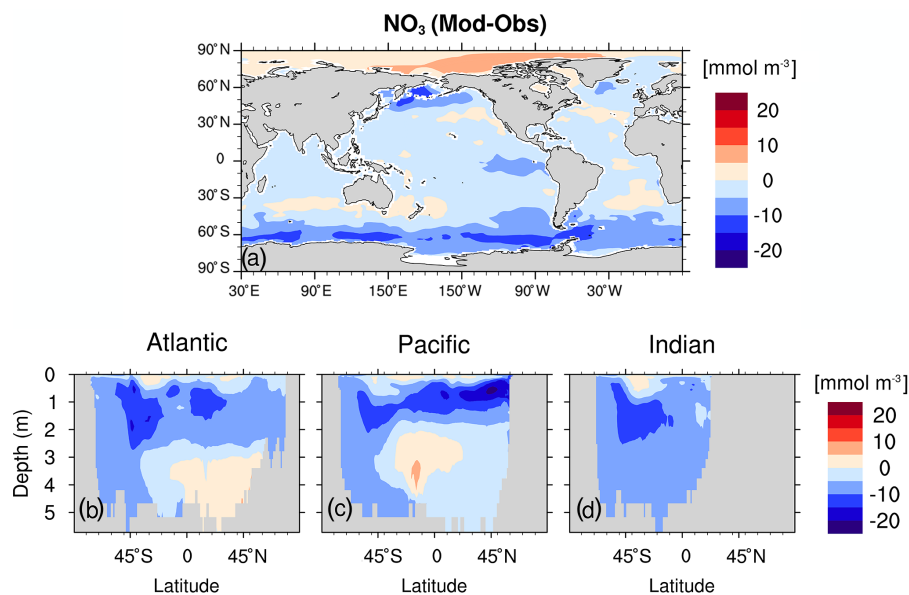 NO₃ (Mod-Obs)
90°N
60°N
30°N
0
30°S
60°S
90°S
(a)
30°E 90°E 150°E 150°W 90°W 30°W
[mmol m⁻³]
20
10
0
-10
-20
Atlantic Pacific Indian
Depth (m)
0
1
2
3
4
5
(b) (c) (d)
45°S 0 45°N 45°S 0 45°N 45°S 0 45°N
Latitude Latitude Latitude
[mmol m⁻³]
20
10
0
-10
-20